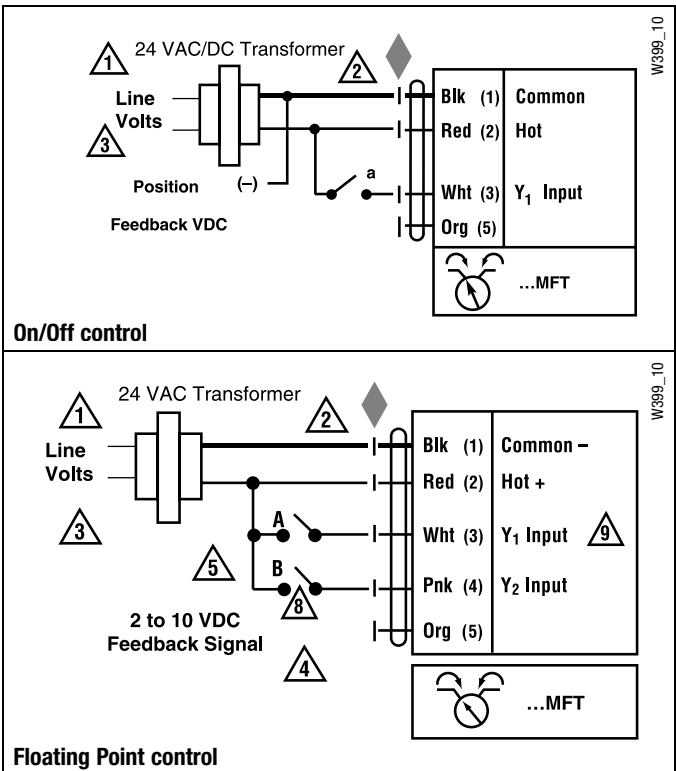 W399_10
24 VAC/DC Transformer
1
2
Line
Volts
3
Blk (1) Common
Red (2) Hot
Position (–)
a
Wht (3) Y₁ Input
Feedback VDC
Org (5)
...MFT
On/Off control
W399_10
24 VAC Transformer
1
2
Line
Volts
3
Blk (1) Common –
Red (2) Hot +
A
Wht (3) Y₁ Input
9
5
B
Pnk (4) Y₂ Input
8
2 to 10 VDC
Feedback Signal
Org (5)
4
...MFT
Floating Point control